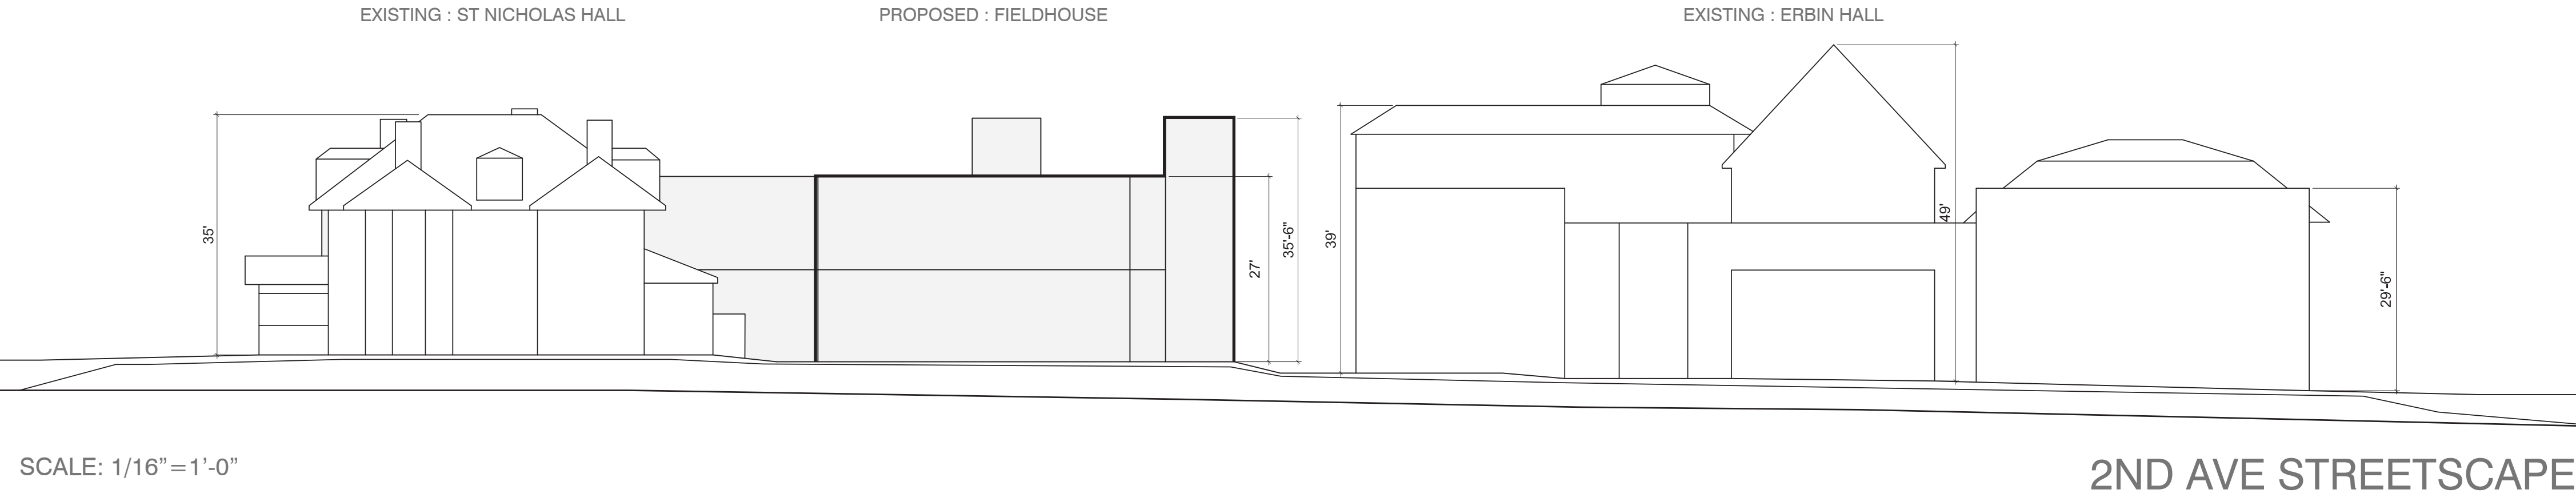 EXISTING : ST NICHOLAS HALL
PROPOSED : FIELDHOUSE
EXISTING : ERBIN HALL
35'
27'
35'-6"
39'
49'
29'-6"
SCALE: 1/16”=1’-0”
2ND AVE STREETSCAPE